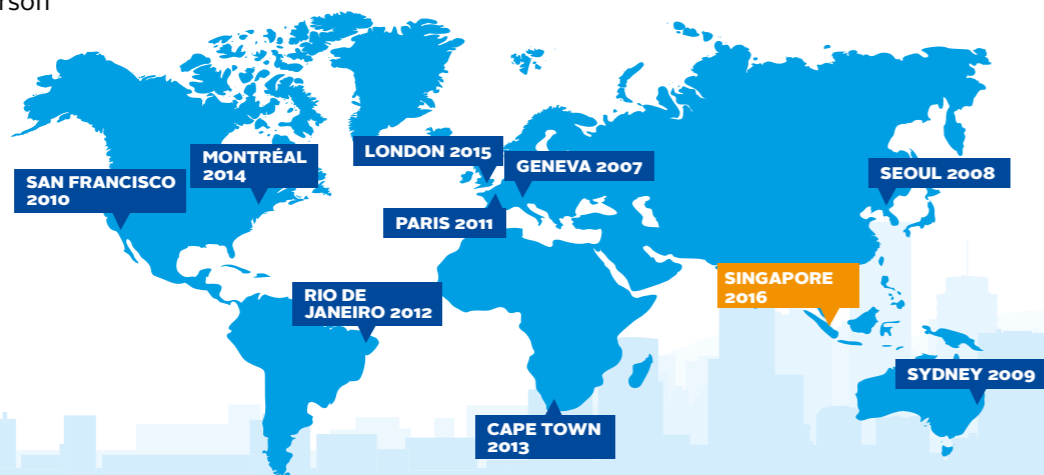 MONTRÉAL
2014
LONDON 2015
GENEVA 2007
SEOUL 2008
SAN FRANCISCO
2010
PARIS 2011
SINGAPORE
2016
RIO DE
JANEIRO 2012
SYDNEY 2009
CAPE TOWN
2013